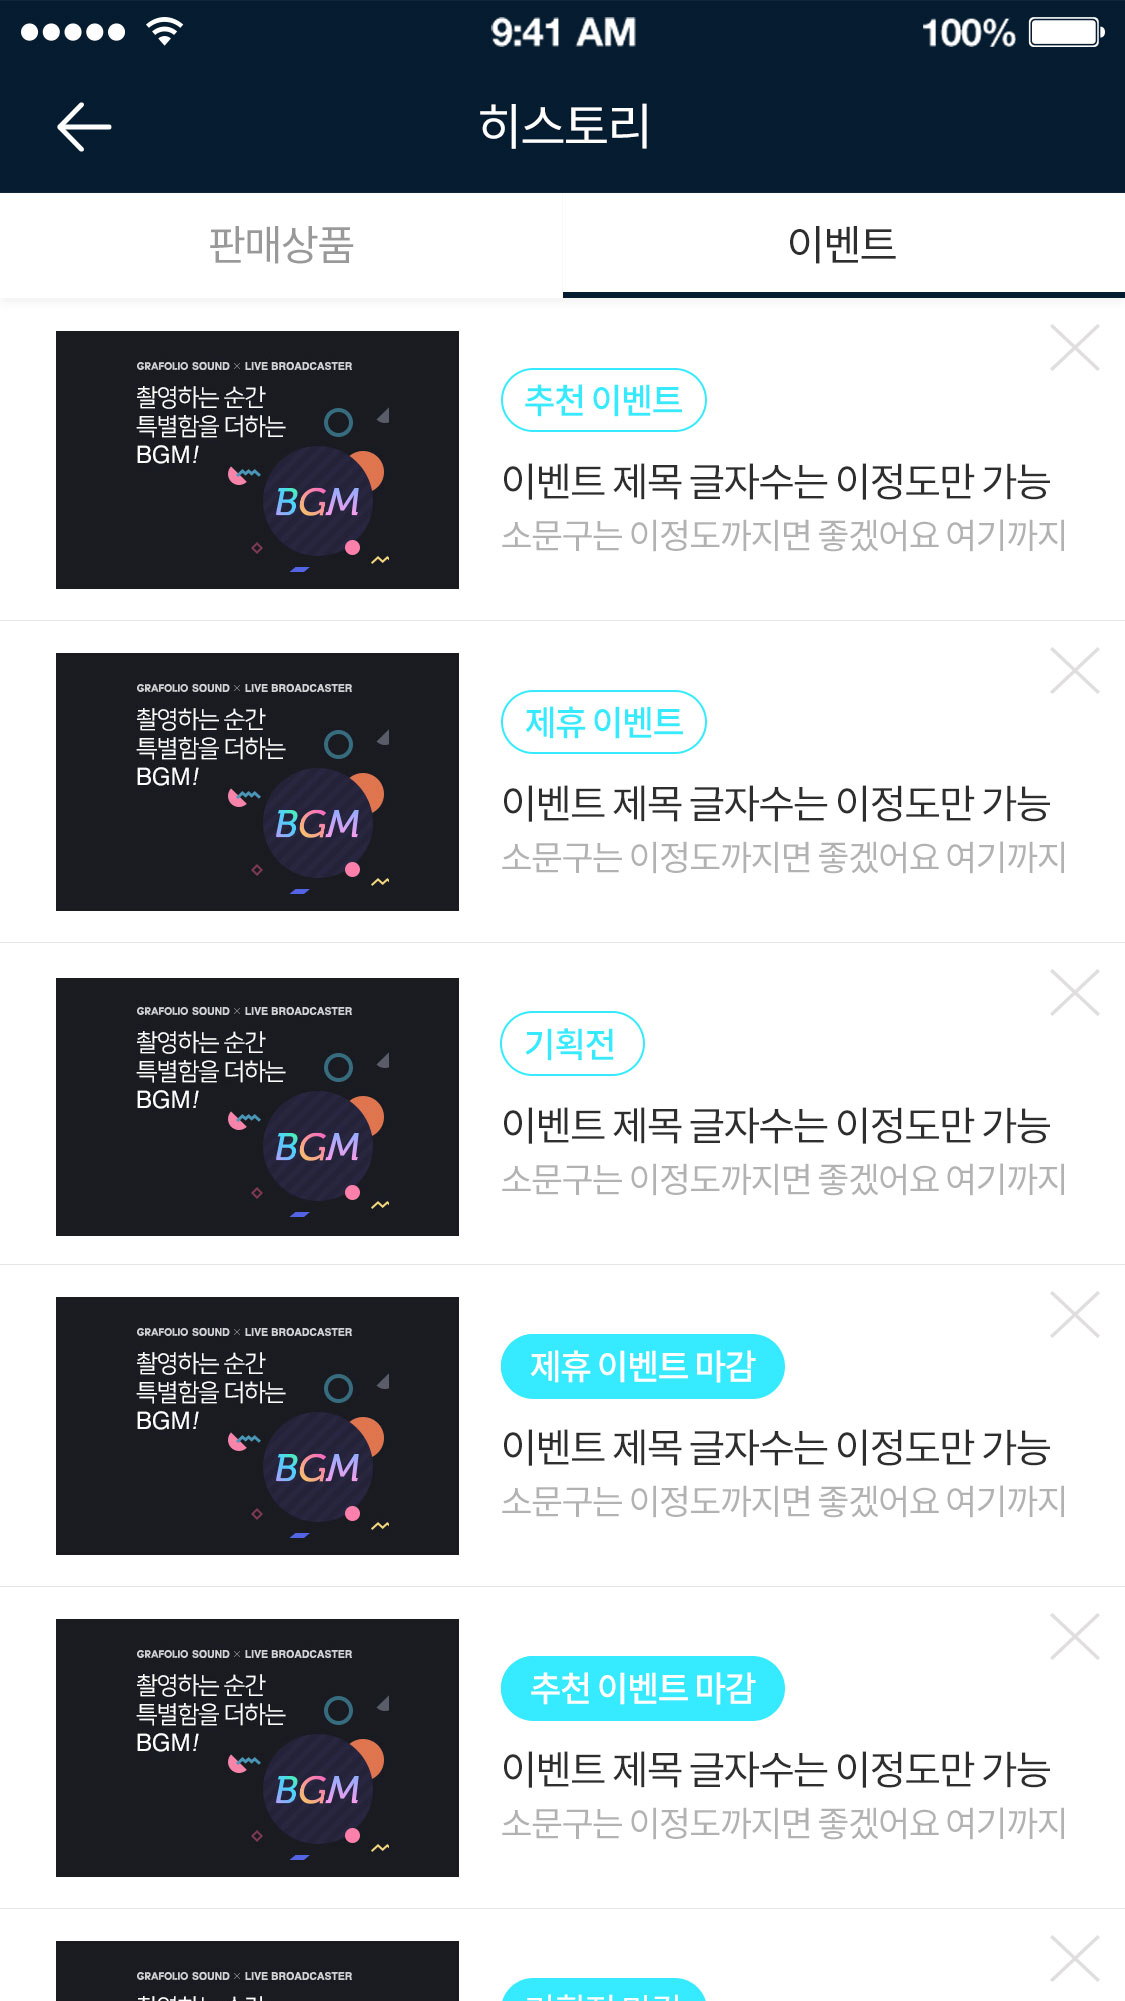 9:41 AM
100%
히스토리
판매상품
이벤트
GRAFOLIO SOUND × LIVE BROADCASTER
촬영하는 순간
특별함을 더하는
BGM!
BGM
추천 이벤트
이벤트 제목 글자수는 이정도만 가능
소문구는 이정도까지면 좋겠어요 여기까지
GRAFOLIO SOUND × LIVE BROADCASTER
촬영하는 순간
특별함을 더하는
BGM!
BGM
제휴 이벤트
이벤트 제목 글자수는 이정도만 가능
소문구는 이정도까지면 좋겠어요 여기까지
GRAFOLIO SOUND × LIVE BROADCASTER
촬영하는 순간
특별함을 더하는
BGM!
BGM
기획전
이벤트 제목 글자수는 이정도만 가능
소문구는 이정도까지면 좋겠어요 여기까지
GRAFOLIO SOUND × LIVE BROADCASTER
촬영하는 순간
특별함을 더하는
BGM!
BGM
제휴 이벤트 마감
이벤트 제목 글자수는 이정도만 가능
소문구는 이정도까지면 좋겠어요 여기까지
GRAFOLIO SOUND × LIVE BROADCASTER
촬영하는 순간
특별함을 더하는
BGM!
BGM
추천 이벤트 마감
이벤트 제목 글자수는 이정도만 가능
소문구는 이정도까지면 좋겠어요 여기까지
GRAFOLIO SOUND × LIVE BROADCASTER